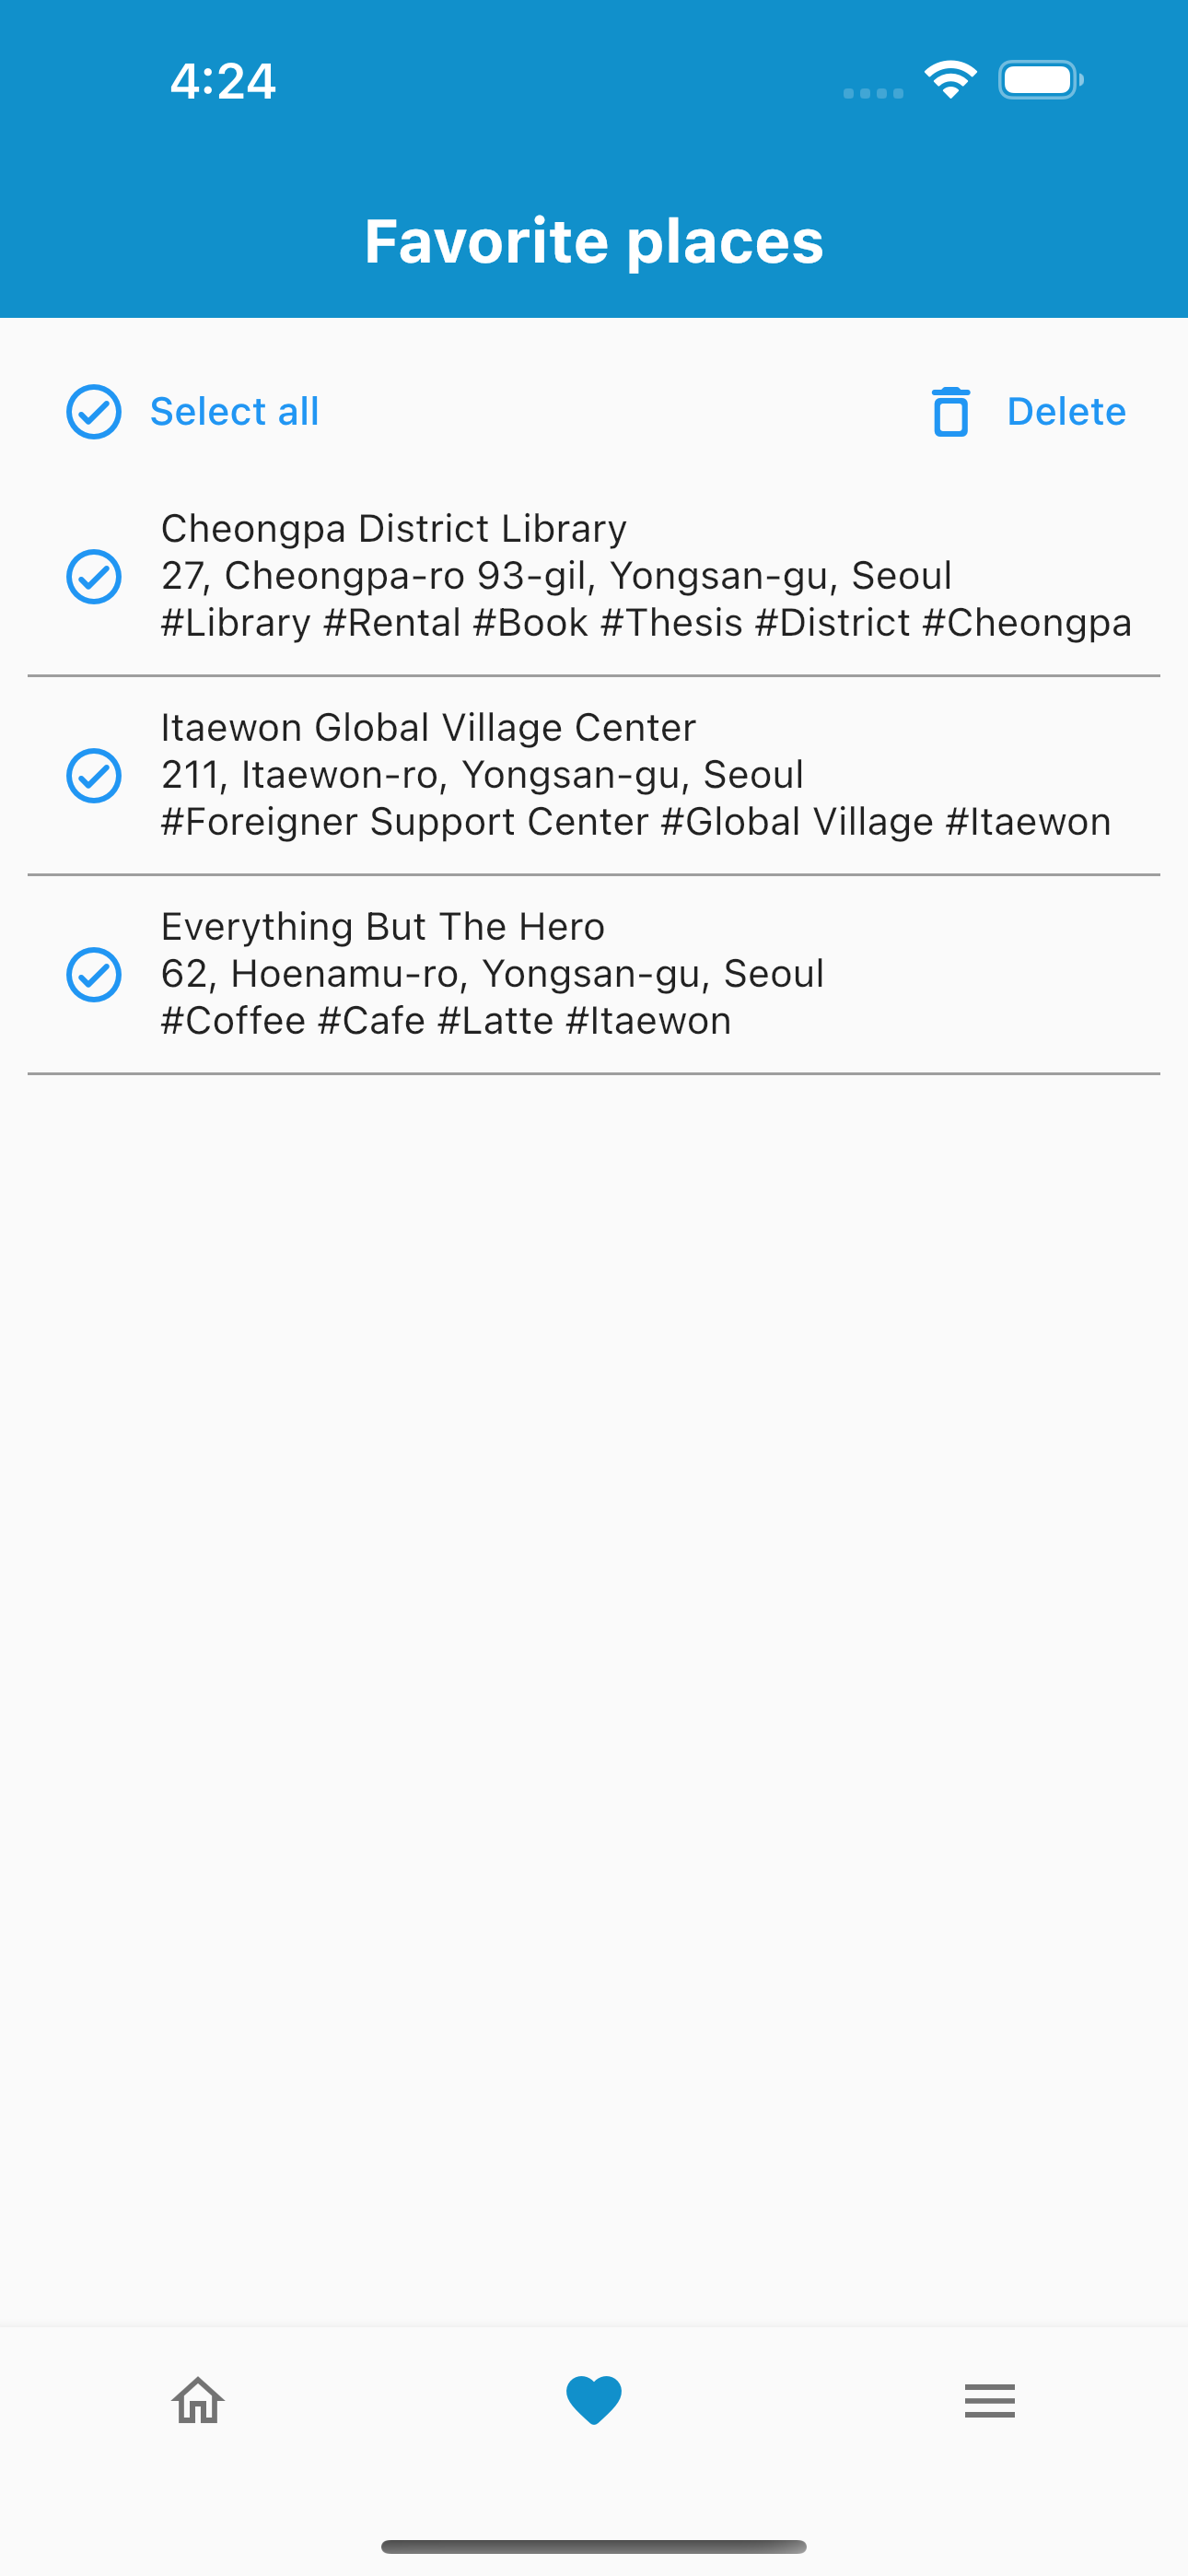 4:24
Favorite places
Select all
Delete
Cheongpa District Library
27, Cheongpa-ro 93-gil, Yongsan-gu, Seoul
#Library #Rental #Book #Thesis #District #Cheongpa
Itaewon Global Village Center
211, Itaewon-ro, Yongsan-gu, Seoul
#Foreigner Support Center #Global Village #Itaewon
Everything But The Hero
62, Hoenamu-ro, Yongsan-gu, Seoul
#Coffee #Cafe #Latte #Itaewon